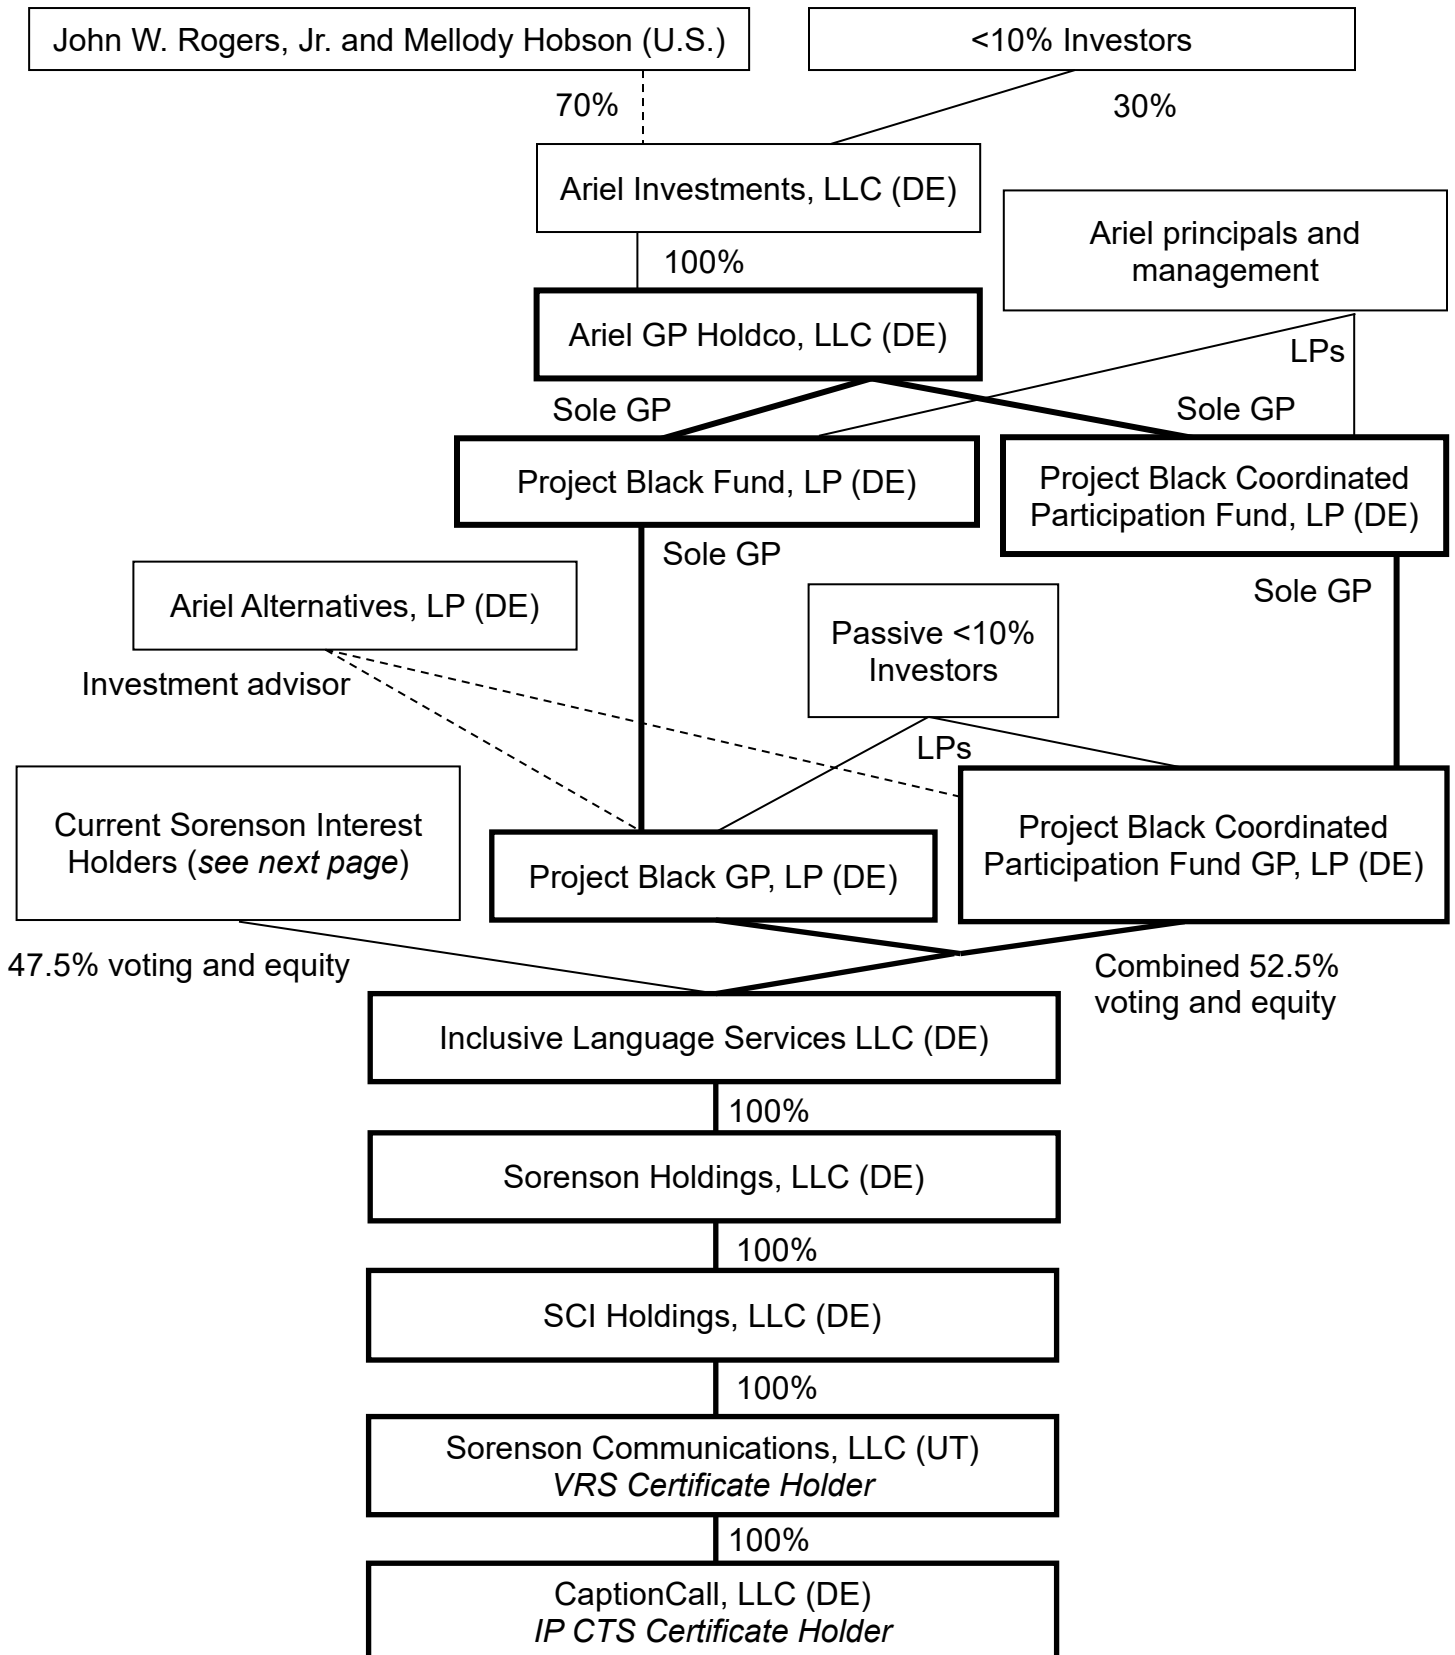 John W. Rogers, Jr. and Mellody Hobson (U.S.)
<10% Investors
70%
30%
Ariel Investments, LLC (DE)
Ariel principals and
management
100%
Ariel GP Holdco, LLC (DE)
LPs
Sole GP
Sole GP
Project Black Fund, LP (DE)
Project Black Coordinated
Participation Fund, LP (DE)
Sole GP
Sole GP
Ariel Alternatives, LP (DE)
Passive <10%
Investors
Investment advisor
LPs
Current Sorenson Interest
Holders (see next page)
Project Black GP, LP (DE)
Project Black Coordinated
Participation Fund GP, LP (DE)
47.5% voting and equity
Combined 52.5%
voting and equity
Inclusive Language Services LLC (DE)
100%
Sorenson Holdings, LLC (DE)
100%
SCI Holdings, LLC (DE)
100%
Sorenson Communications, LLC (UT)
VRS Certificate Holder
100%
CaptionCall, LLC (DE)
IP CTS Certificate Holder